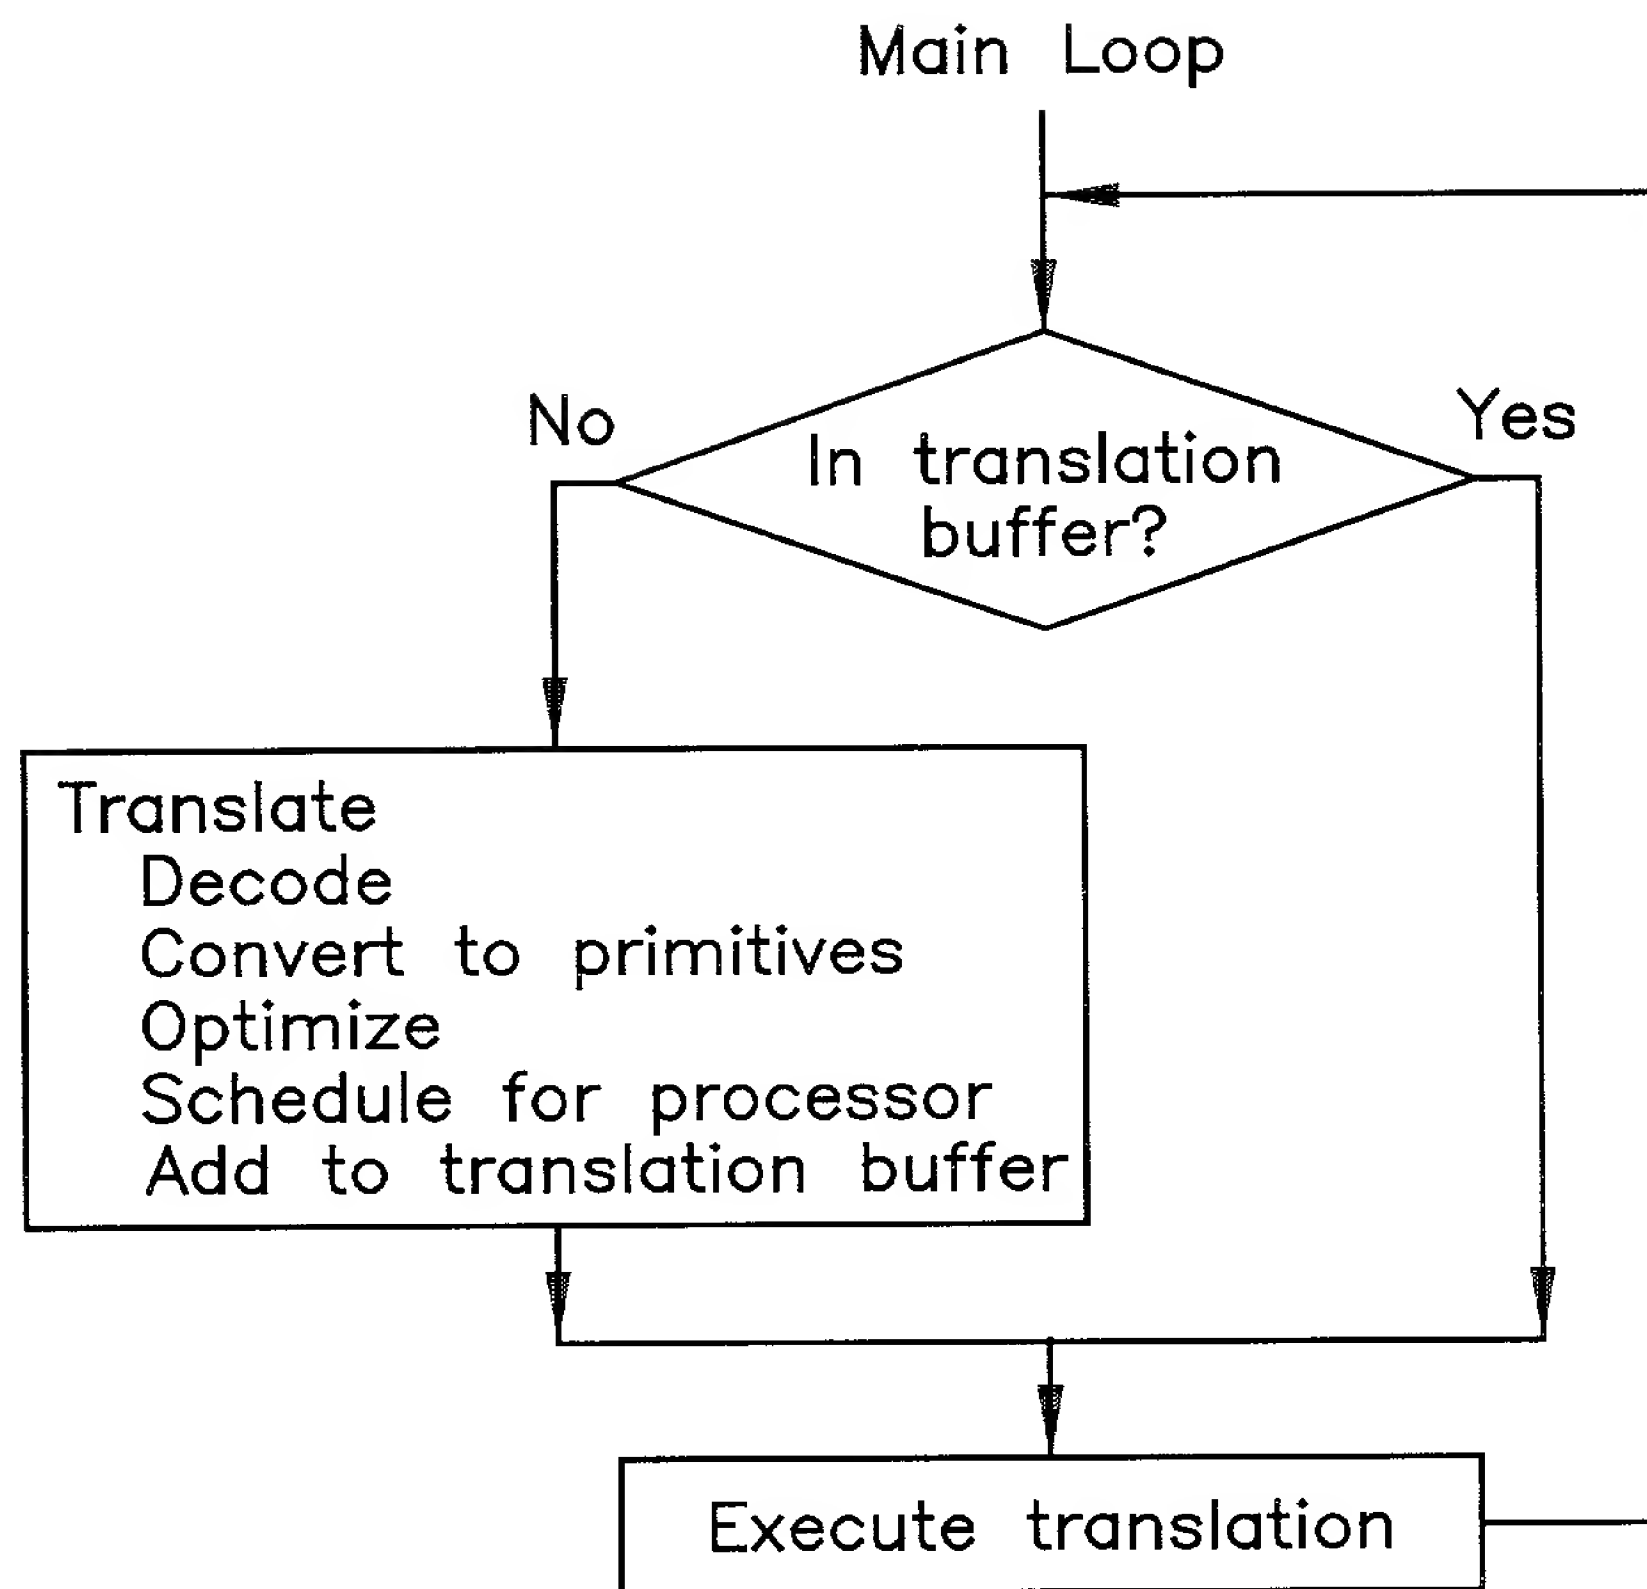 Main Loop
No
Yes
In translation
buffer?
Translate
Decode
Convert to primitives
Optimize
Schedule for processor
Add to translation buffer
Execute translation